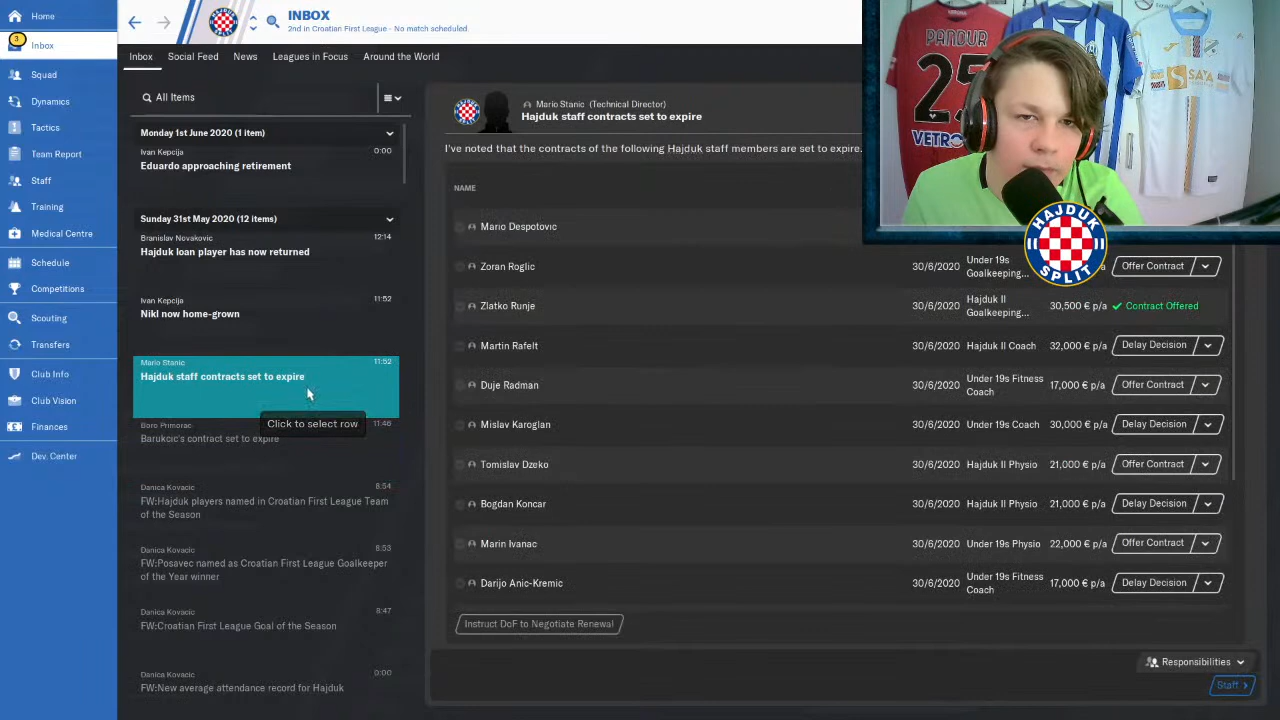 Home
3
Inbox
Squad
Dynamics
Tactics
Team Report
Staff
Training
Medical Centre
Schedule
Competitions
Scouting
Transfers
Club Info
Club Vision
Finances
Dev. Center
INBOX
2nd in Croatian First League - No match scheduled.
Inbox Social Feed News Leagues in Focus Around the World
All Items
Monday 1st June 2020 (1 item)
Ivan Kepcija 0:00
Eduardo approaching retirement
Sunday 31st May 2020 (12 items)
Branislav Novakovic 12:14
Hajduk loan player has now returned
Ivan Kepcija 11:52
Nikl now home-grown
Mario Stanic 11:52
Hajduk staff contracts set to expire
Click to select row
Boro Primorac 11:46
Barukcic's contract set to expire
Danica Kovacic 8:54
FW:Hajduk players named in Croatian First League Team
of the Season
Danica Kovacic 8:53
FW:Posavec named as Croatian First League Goalkeeper
of the Year winner
Danica Kovacic 8:47
FW:Croatian First League Goal of the Season
Danica Kovacic 0:00
FW:New average attendance record for Hajduk
Mario Stanic (Technical Director)
Hajduk staff contracts set to expire
I've noted that the contracts of the following Hajduk staff members are set to expire.
NAME
Mario Despotovic
Zoran Roglic 30/6/2020 Under 19s Goalkeeping... Offer Contract
Zlatko Runje 30/6/2020 Hajduk II Goalkeeping... 30,500 € p/a Contract Offered
Martin Rafelt 30/6/2020 Hajduk II Coach 32,000 € p/a Delay Decision
Duje Radman 30/6/2020 Under 19s Fitness Coach 17,000 € p/a Offer Contract
Mislav Karoglan 30/6/2020 Under 19s Coach 30,000 € p/a Delay Decision
Tomislav Dzeko 30/6/2020 Hajduk II Physio 21,000 € p/a Offer Contract
Bogdan Koncar 30/6/2020 Hajduk II Physio 21,000 € p/a Delay Decision
Marin Ivanac 30/6/2020 Under 19s Physio 22,000 € p/a Offer Contract
Darijo Anic-Kremic 30/6/2020 Under 19s Fitness Coach 17,000 € p/a Delay Decision
Instruct DoF to Negotiate Renewal
Responsibilities
Staff
PANDUR
25
VETRO
SAVA
HAJDUK
SPLIT